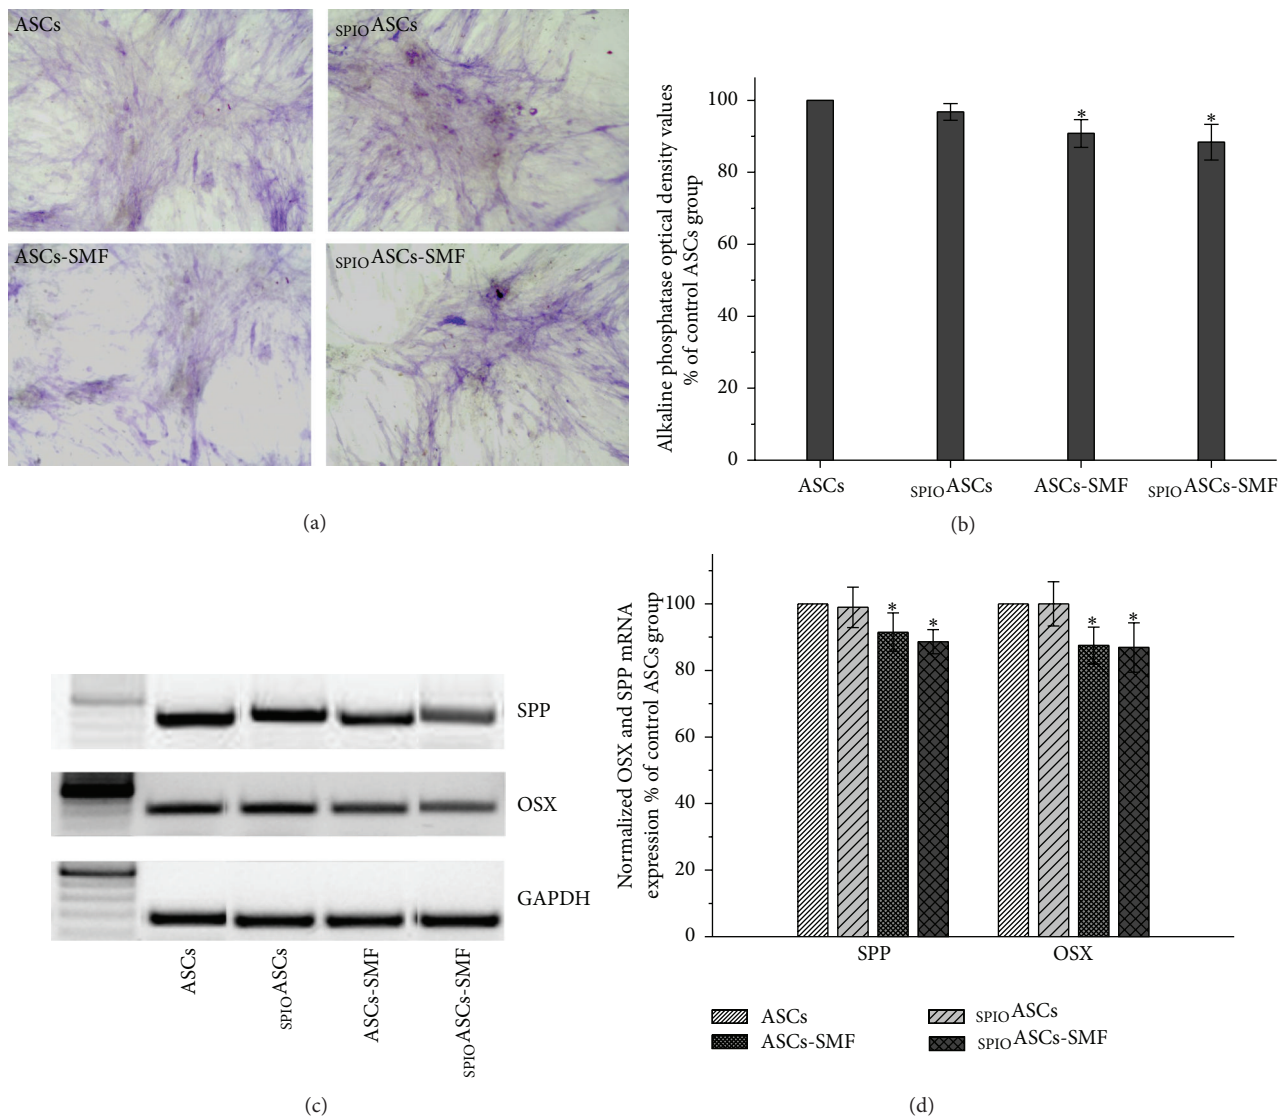 ASCs
SPIOASCs
ASCs-SMF
SPIOASCs-SMF
(a)
Alkaline phosphatase optical density values
% of control ASCs group
100
80
60
40
20
0
*
*
ASCs
SPIOASCs
ASCs-SMF
SPIOASCs-SMF
(b)
SPP
OSX
GAPDH
ASCs
SPIOASCs
ASCs-SMF
SPIOASCs-SMF
(c)
Normalized OSX and SPP mRNA
expression % of control ASCs group
100
80
60
40
20
0
*
*
*
*
SPP
OSX
ASCs
SPIOASCs
ASCs-SMF
SPIOASCs-SMF
(d)